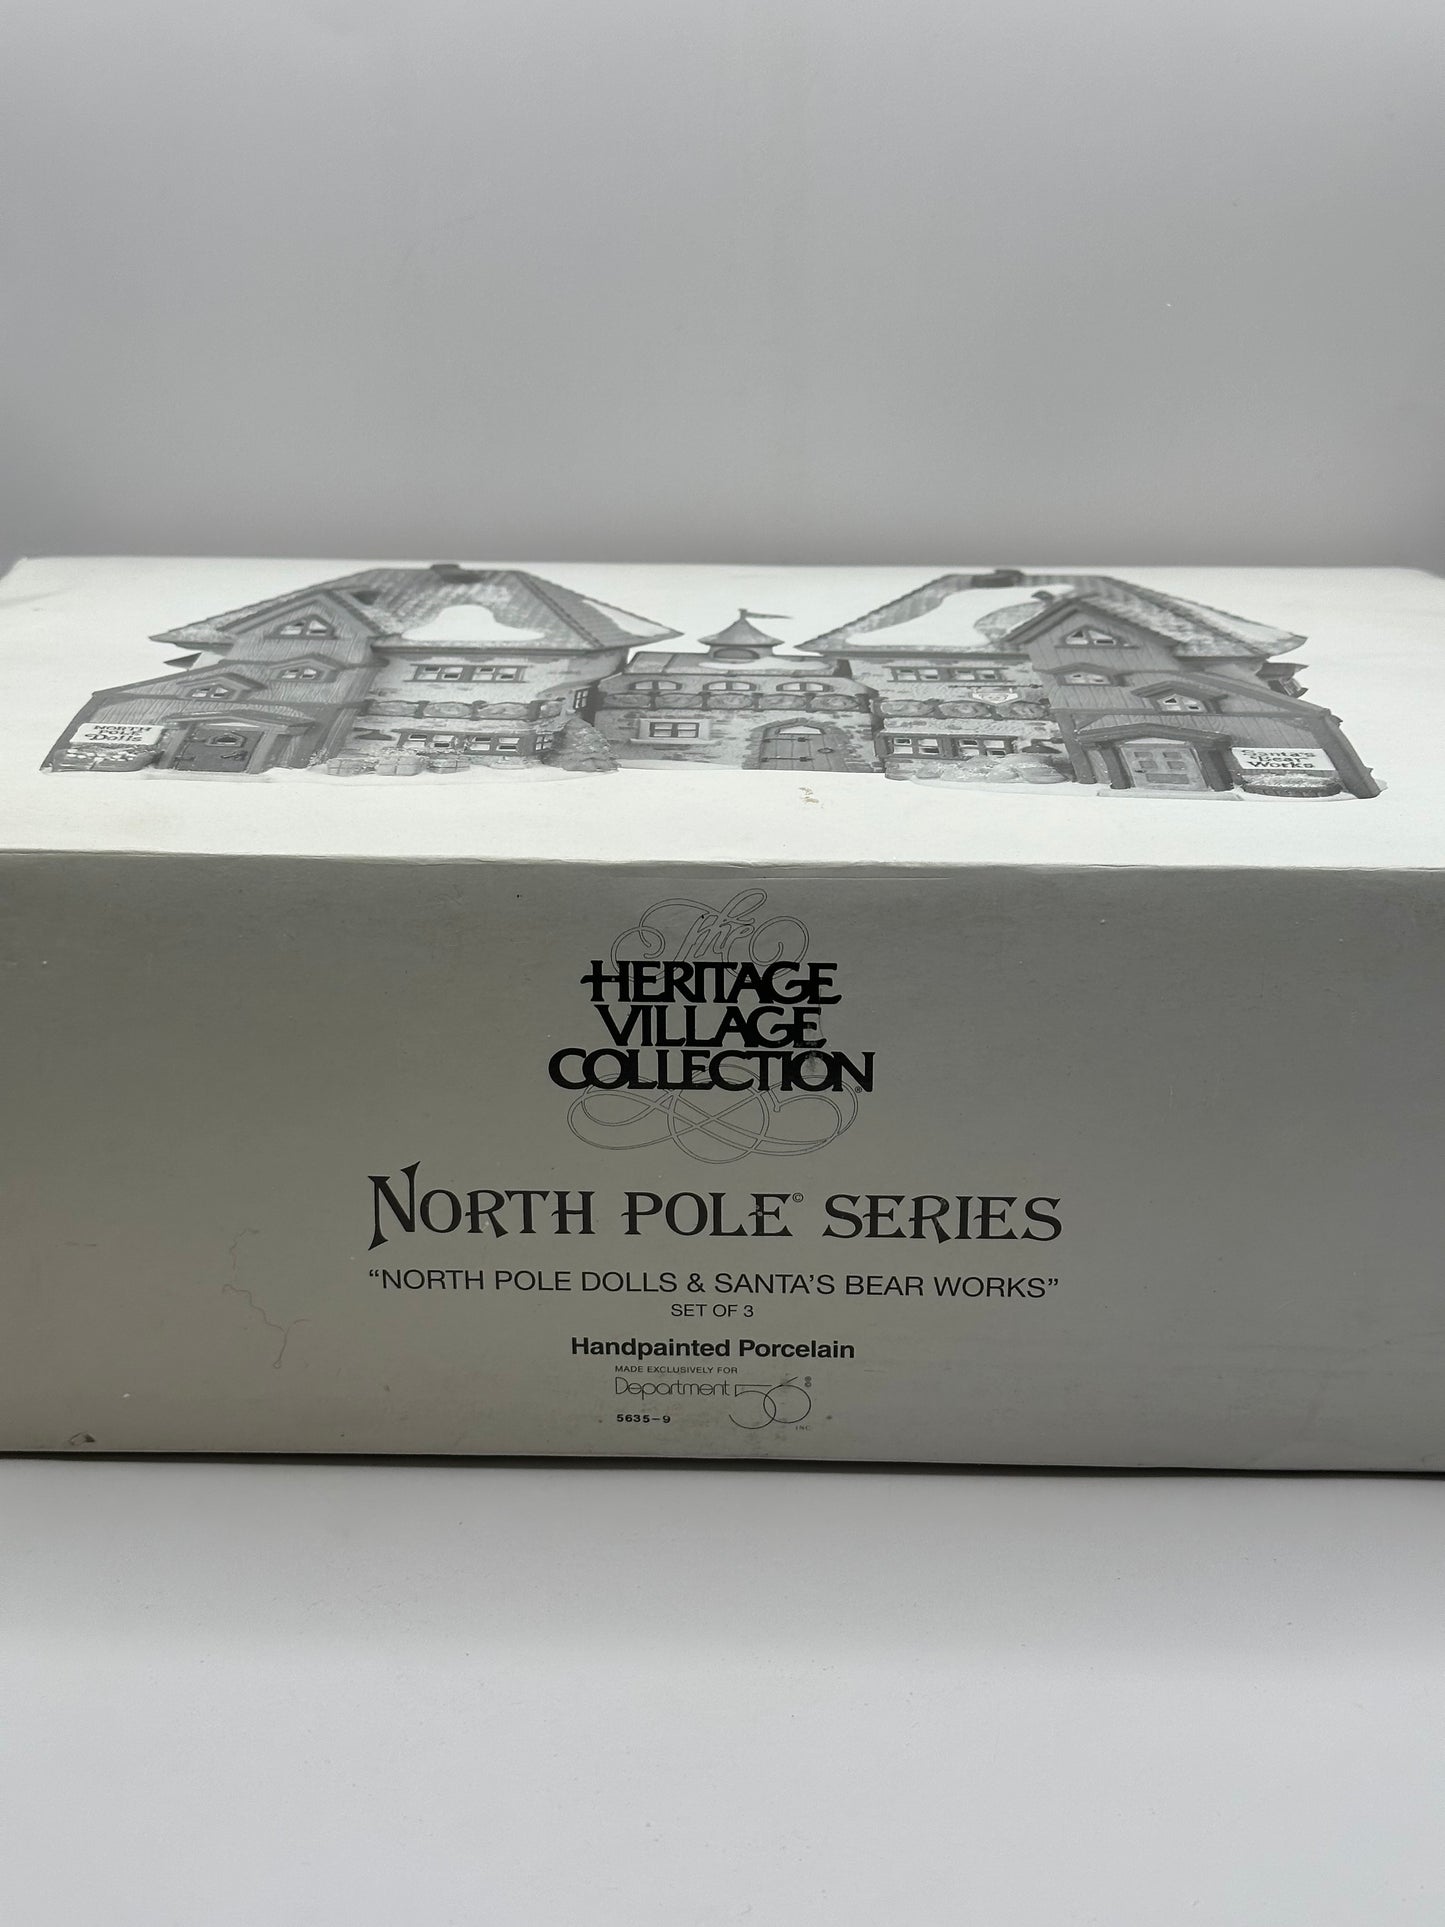 NORTH
POLE
Dolls
Santa's
Bear
Works
The
HERITAGE
VILLAGE
COLLECTION®
NORTH POLE© SERIES
“NORTH POLE DOLLS & SANTA'S BEAR WORKS”
SET OF 3
Handpainted Porcelain
MADE EXCLUSIVELY FOR
Department 56®
INC
5635-9